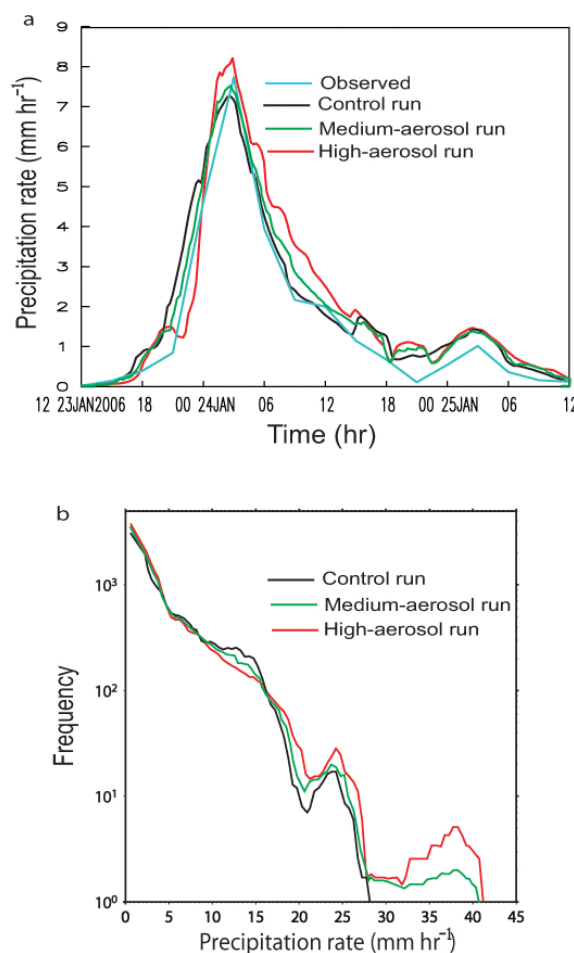 a
Precipitation rate (mm hr⁻¹)
9
8
7
6
5
4
3
2
1
0
Observed
Control run
Medium-aerosol run
High-aerosol run
12 23JAN2006 18 00 24JAN 06 12 18 00 25JAN 06 12
Time (hr)
b
Frequency
10³
10²
10¹
10⁰
Control run
Medium-aerosol run
High-aerosol run
0 5 10 15 20 25 30 35 40 45
Precipitation rate (mm hr⁻¹)